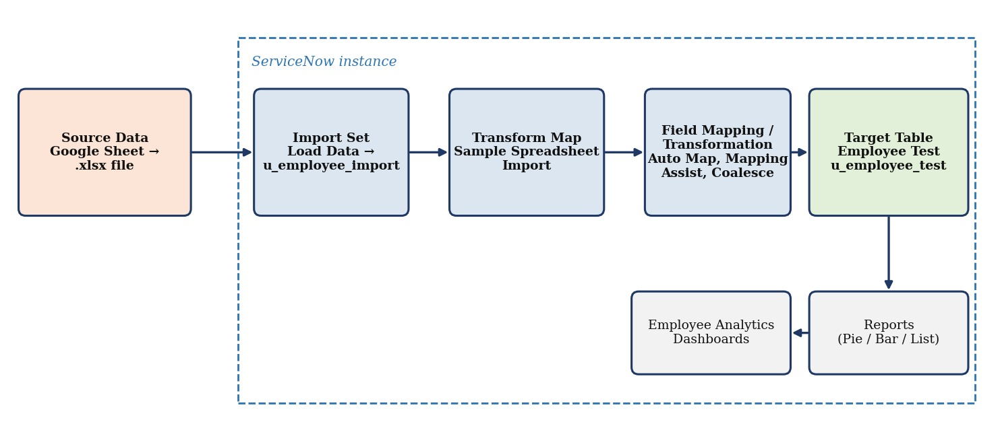 ServiceNow instance
Source Data
Google Sheet →
.xlsx file
Import Set
Load Data →
u_employee_import
Transform Map
Sample Spreadsheet
Import
Field Mapping /
Transformation
Auto Map, Mapping
Assist, Coalesce
Target Table
Employee Test
u_employee_test
Employee Analytics
Dashboards
Reports
(Pie / Bar / List)